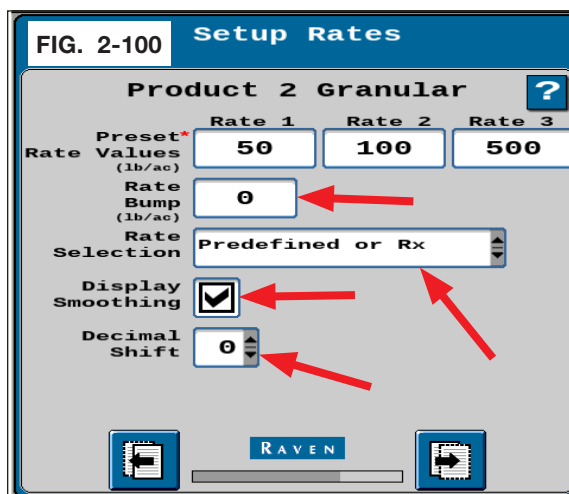 FIG. 2-100
Setup Rates
Product 2 Granular
?
Rate 1 Rate 2 Rate 3
Preset*
Rate Values
(lb/ac)
50 100 500
Rate
Bump
(lb/ac)
0
Rate
Selection
Predefined or Rx
Display
Smoothing
Decimal
Shift
0
RAVEN